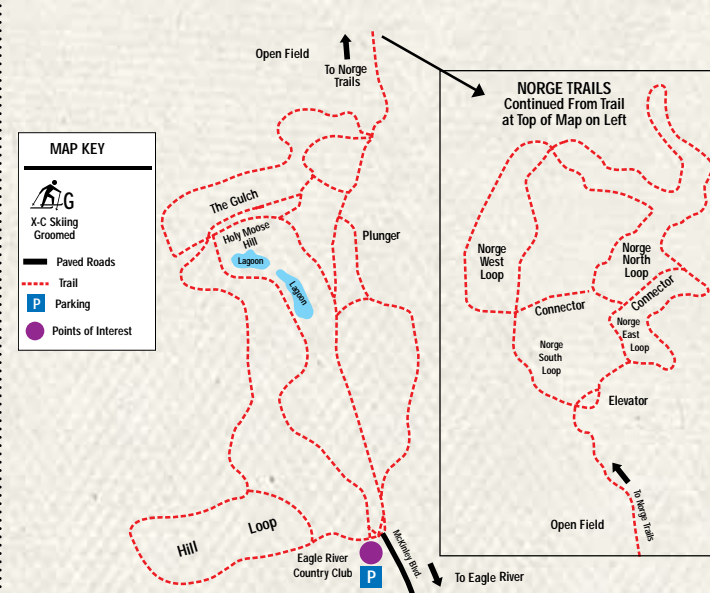 Open Field
To Norge
Trails
NORGE TRAILS
Continued From Trail
at Top of Map on Left
MAP KEY
G
X-C Skiing
Groomed
Paved Roads
Trail
P
Parking
Points of Interest
The Gulch
Holy Moose
Hill
Lagoon
Lagoon
Plunger
Norge
West
Loop
Norge
North
Loop
Connector
Connector
Norge
East
Loop
Norge
South
Loop
Elevator
To Norge Trails
Open Field
Hill
Loop
Eagle River
Country Club
P
McKinley Blvd.
To Eagle River